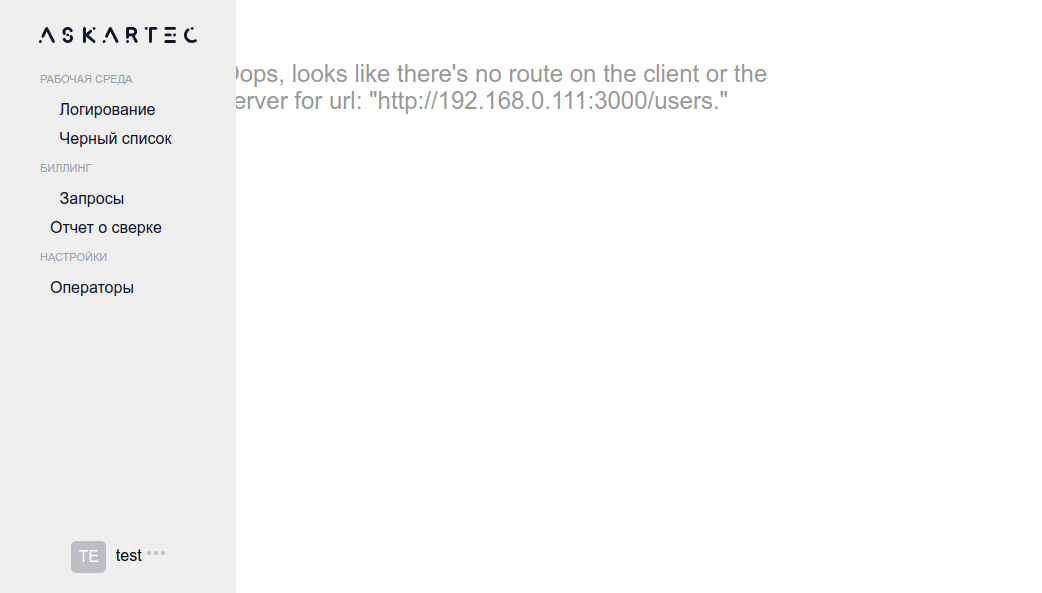 ASKARTEC
РАБОЧАЯ СРЕДА
Логирование
Черный список
БИЛЛИНГ
Запросы
Отчет о сверке
НАСТРОЙКИ
Операторы
TE test
Oops, looks like there's no route on the client or the
erver for url: "http://192.168.0.111:3000/users."